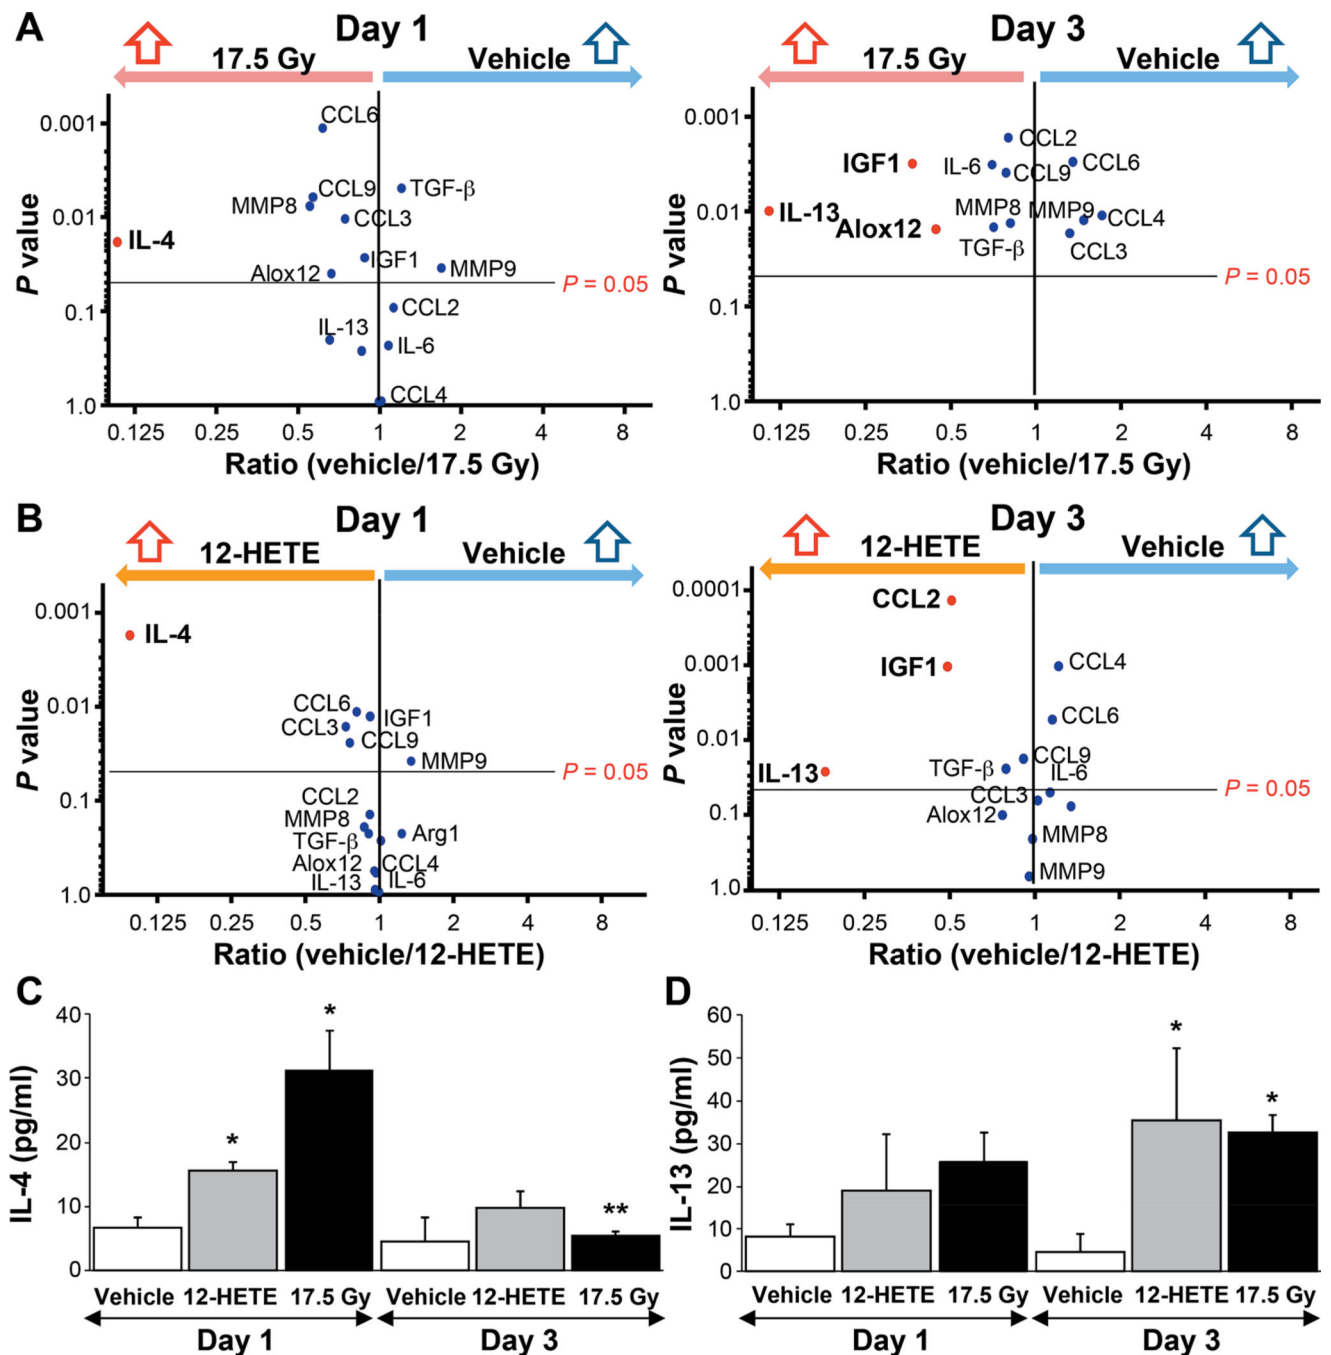 A
Day 1
17.5 Gy
Vehicle
0.001
0.01
0.1
1.0
P value
CCL6
CCL9
TGF-β
MMP8
CCL3
IL-4
IGF1
Alox12
MMP9
P = 0.05
CCL2
IL-13
IL-6
CCL4
0.125 0.25 0.5 1 2 4 8
Ratio (vehicle/17.5 Gy)
Day 3
17.5 Gy
Vehicle
0.001
0.01
0.1
1.0
P value
CCL2
IGF1
IL-6
CCL6
CCL9
IL-13
MMP8
MMP9
CCL4
Alox12
TGF-β
CCL3
P = 0.05
0.125 0.25 0.5 1 2 4 8
Ratio (vehicle/17.5 Gy)
B
Day 1
12-HETE
Vehicle
0.001
0.01
0.1
1.0
P value
IL-4
CCL6
IGF1
CCL3
CCL9
MMP9
P = 0.05
CCL2
MMP8
Arg1
TGF-β
Alox12
CCL4
IL-13
IL-6
0.125 0.25 0.5 1 2 4 8
Ratio (vehicle/12-HETE)
Day 3
12-HETE
Vehicle
0.0001
0.001
0.01
0.1
1.0
P value
CCL2
IGF1
CCL4
CCL6
CCL9
TGF-β
IL-13
IL-6
P = 0.05
CCL3
Alox12
MMP8
MMP9
0.125 0.25 0.5 1 2 4 8
Ratio (vehicle/12-HETE)
C
IL-4 (pg/ml)
40
30
20
10
0
*
*
**
Vehicle 12-HETE 17.5 Gy Vehicle 12-HETE 17.5 Gy
Day 1 Day 3
D
IL-13 (pg/ml)
60
50
40
30
20
10
0
*
*
Vehicle 12-HETE 17.5 Gy Vehicle 12-HETE 17.5 Gy
Day 1 Day 3